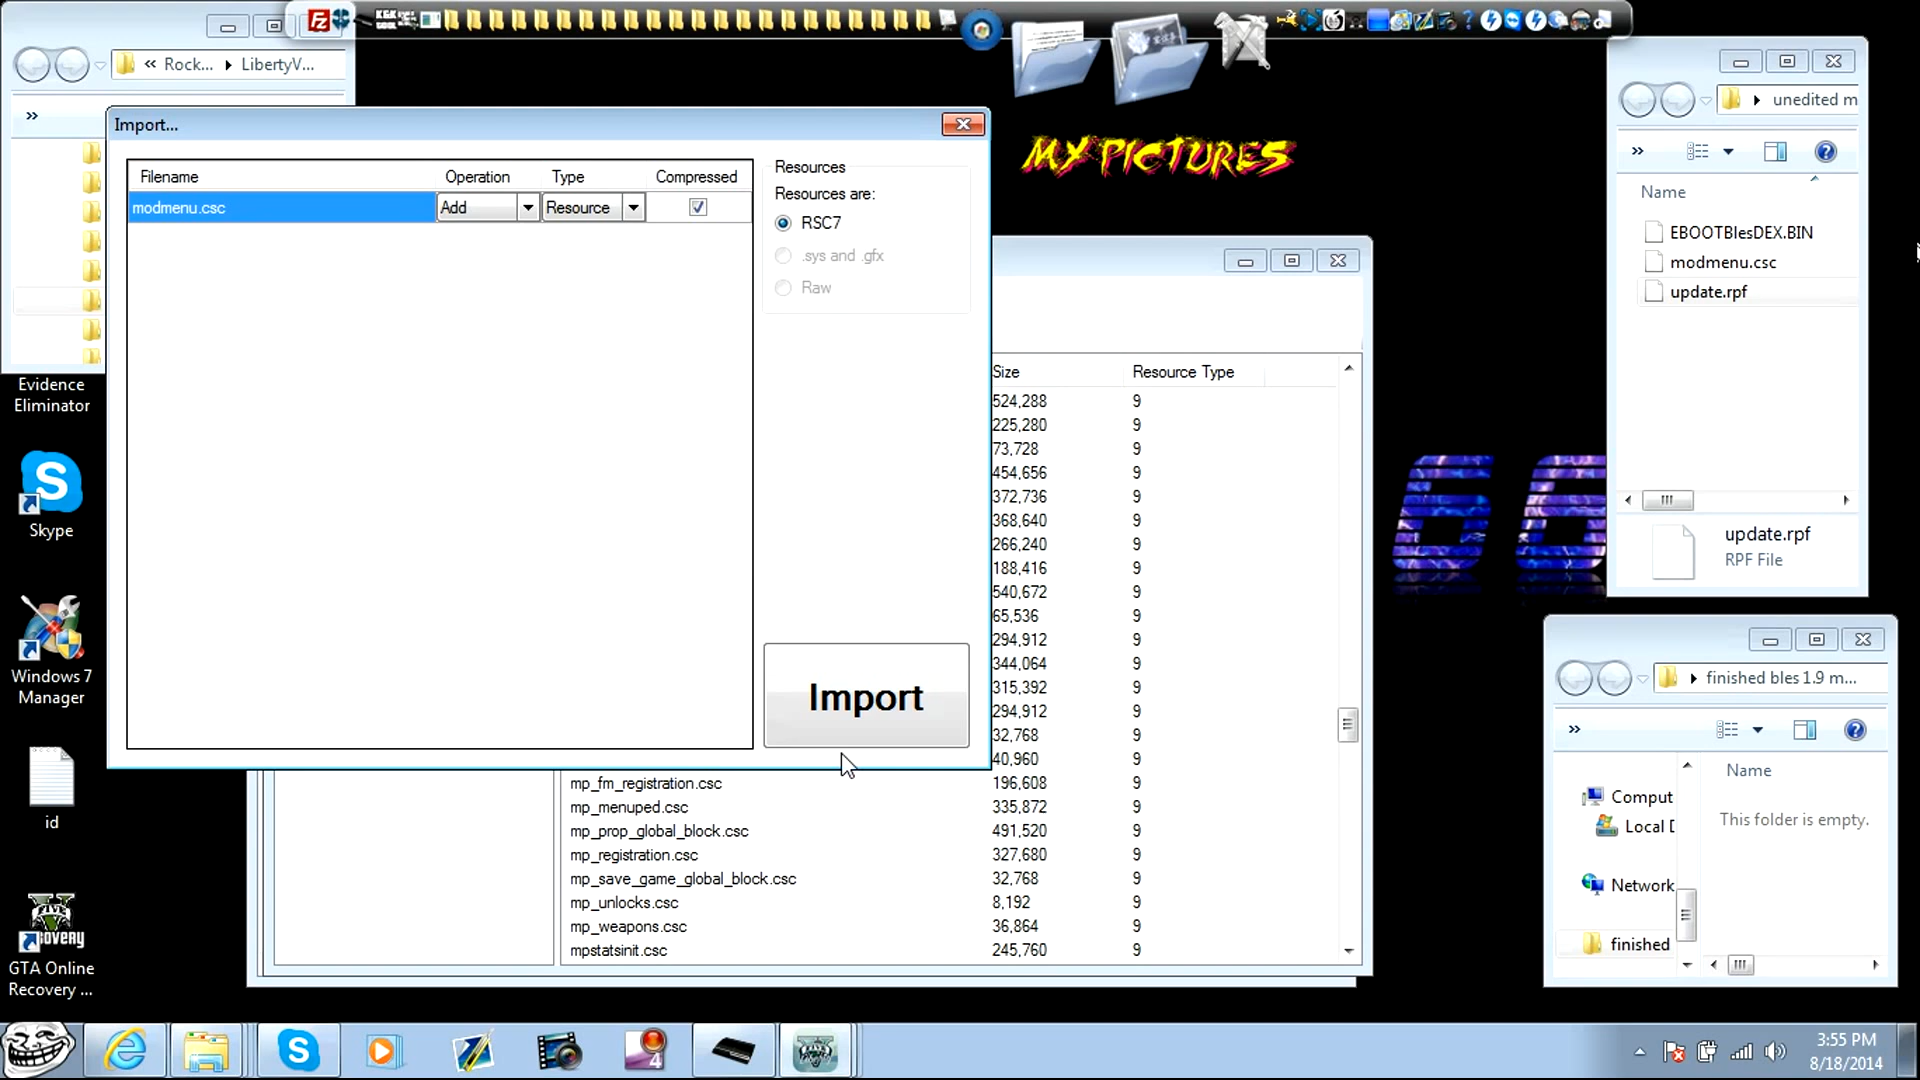 « Rock... ▸ LibertyV...
»
Import...
Filename Operation Type Compressed
modmenu.csc Add Resource
Resources
Resources are:
RSC7
.sys and .gfx
Raw
Import
MY PICTURES
unedited m
»
Name
EBOOTBlesDEX.BIN
modmenu.csc
update.rpf
update.rpf
RPF File
Size Resource Type
524,288 9
225,280 9
73,728 9
454,656 9
372,736 9
368,640 9
266,240 9
188,416 9
540,672 9
65,536 9
294,912 9
344,064 9
315,392 9
294,912 9
32,768 9
40,960 9
mp_fm_registration.csc 196,608 9
mp_menuped.csc 335,872 9
mp_prop_global_block.csc 491,520 9
mp_registration.csc 327,680 9
mp_save_game_global_block.csc 32,768 9
mp_unlocks.csc 8,192 9
mp_weapons.csc 36,864 9
mpstatsinit.csc 245,760 9
66
finished bles 1.9 m...
»
Name
This folder is empty.
Comput
Local D
Network
finished
Evidence
Eliminator
Skype
Windows 7
Manager
id
GTA Online
Recovery ...
3:55 PM
8/18/2014